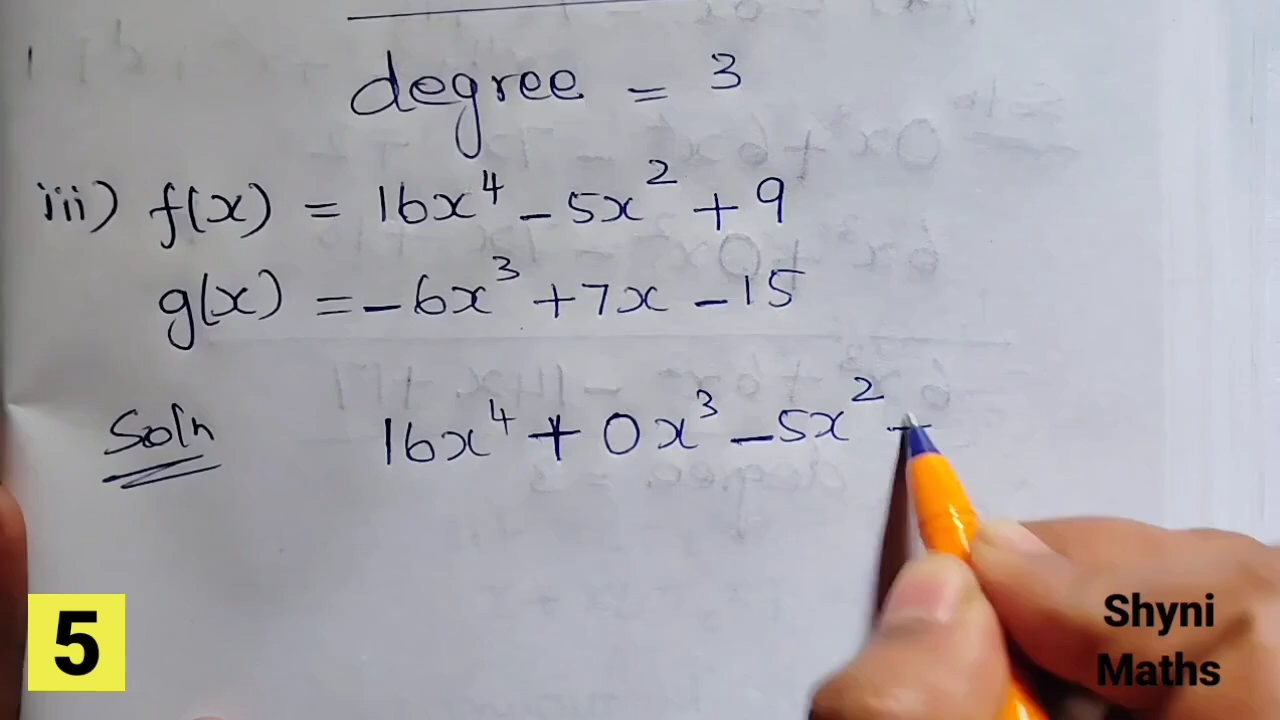 degree = 3
iii) f(x) = 16x⁴ - 5x² + 9
g(x) = -6x³ + 7x - 15
Soln 16x⁴ + 0x³ - 5x² +
5
Shyni
Maths